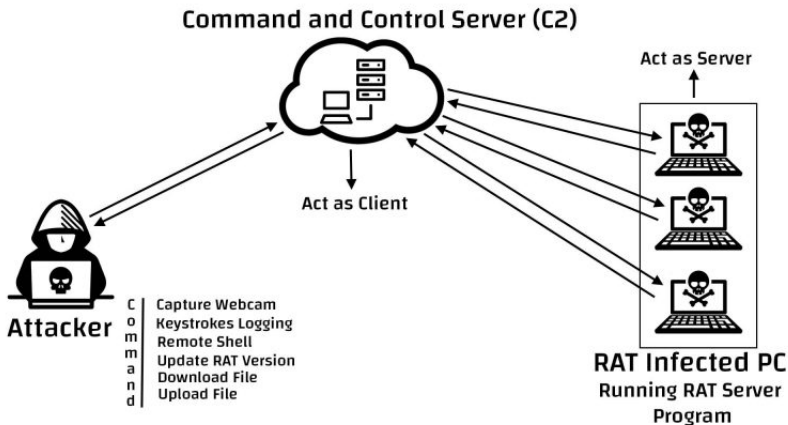 Command and Control Server (C2)
Act as Server
Act as Client
Attacker
Command
Capture Webcam
Keystrokes Logging
Remote Shell
Update RAT Version
Download File
Upload File
RAT Infected PC
Running RAT Server
Program